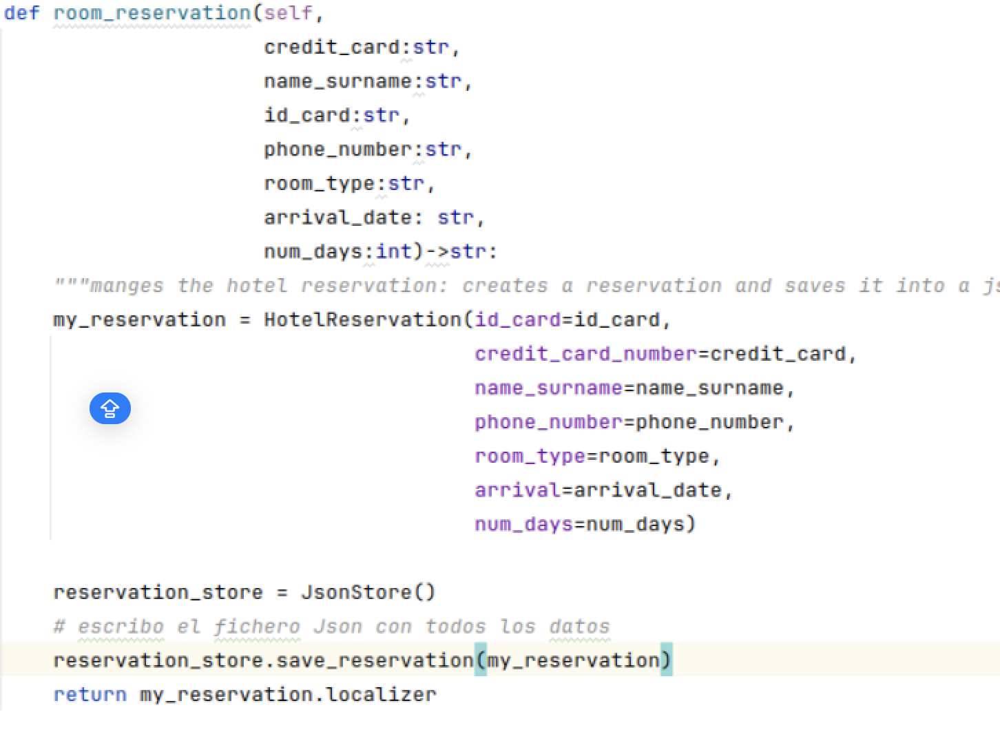 def room_reservation(self,
credit_card:str,
name_surname:str,
id_card:str,
phone_number:str,
room_type:str,
arrival_date: str,
num_days:int)->str:
"""manges the hotel reservation: creates a reservation and saves it into a
my_reservation = HotelReservation(id_card=id_card,
credit_card_number=credit_card,
name_surname=name_surname,
phone_number=phone_number,
room_type=room_type,
arrival=arrival_date,
num_days=num_days)
reservation_store = JsonStore()
# escribo el fichero Json con todos los datos
reservation_store.save_reservation(my_reservation)
return my_reservation.localizer